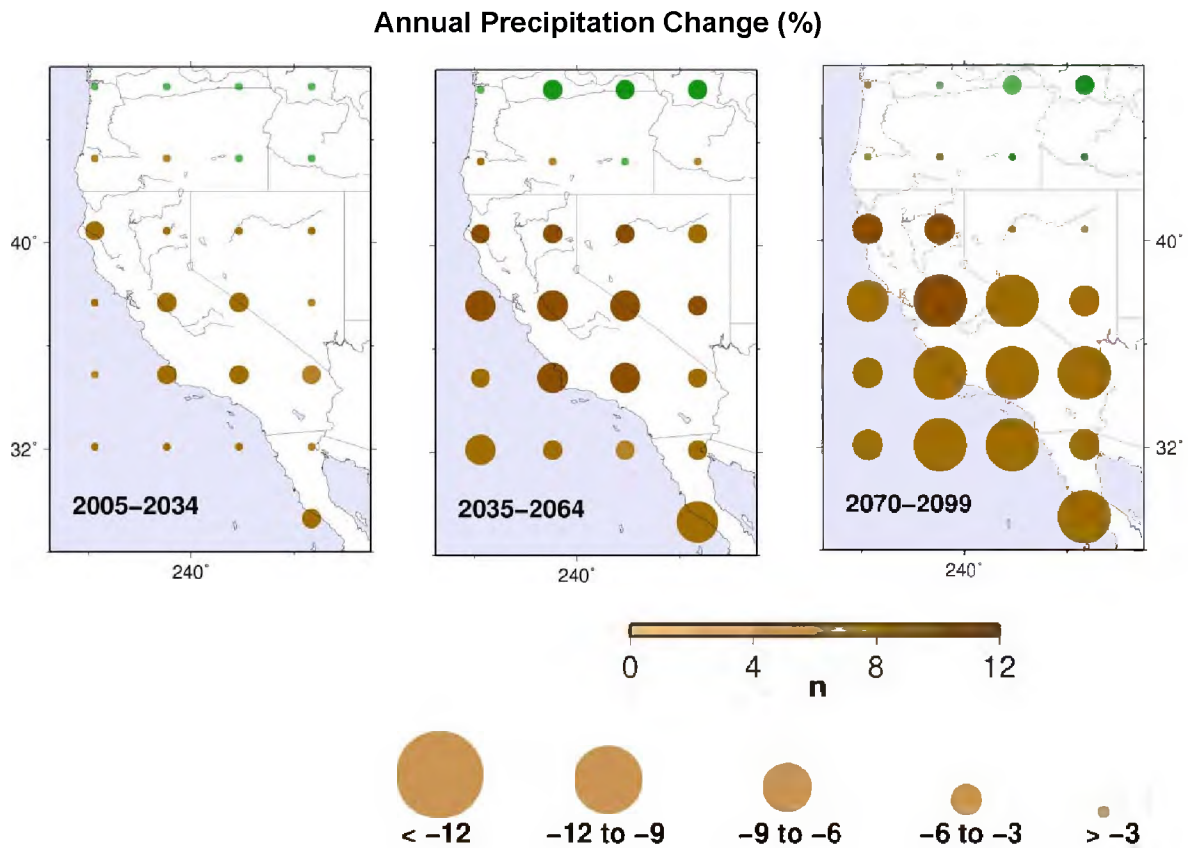 Annual Precipitation Change (%)
40°
32°
2005–2034
240°
2035–2064
240°
2070–2099
240°
40°
32°
0 4 8 12
n
< –12 –12 to –9 –9 to –6 –6 to –3 > –3